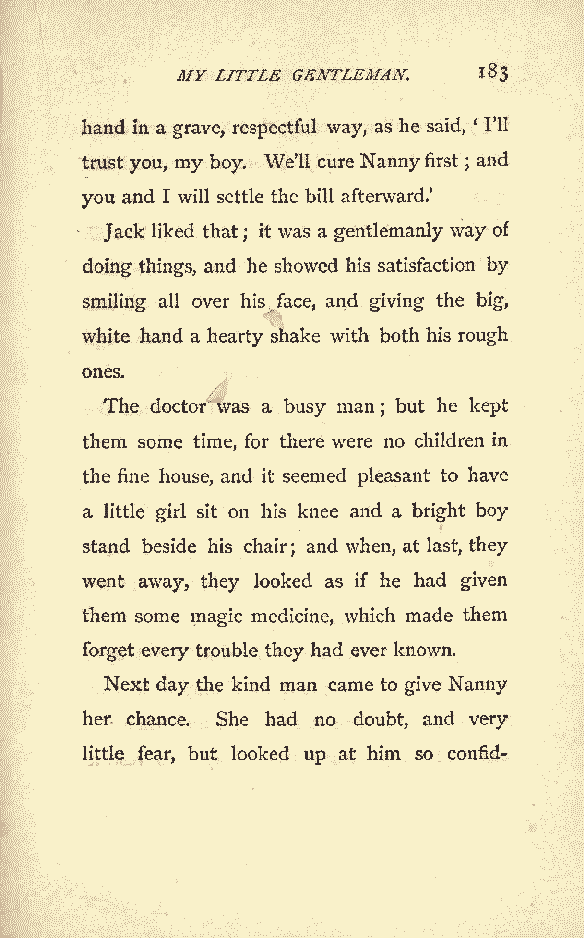 MY LITTLE GENTLEMAN. 183
hand in a grave, respectful way, as he said, ‘ I’ll
trust you, my boy. We’ll cure Nanny first ; and
you and I will settle the bill afterward.’
Jack liked that ; it was a gentlemanly way of
doing things, and he showed his satisfaction by
smiling all over his face, and giving the big,
white hand a hearty shake with both his rough
ones.
The doctor was a busy man ; but he kept
them some time, for there were no children in
the fine house, and it seemed pleasant to have
a little girl sit on his knee and a bright boy
stand beside his chair ; and when, at last, they
went away, they looked as if he had given
them some magic medicine, which made them
forget every trouble they had ever known.
Next day the kind man came to give Nanny
her chance. She had no doubt, and very
little fear, but looked up at him so confid-